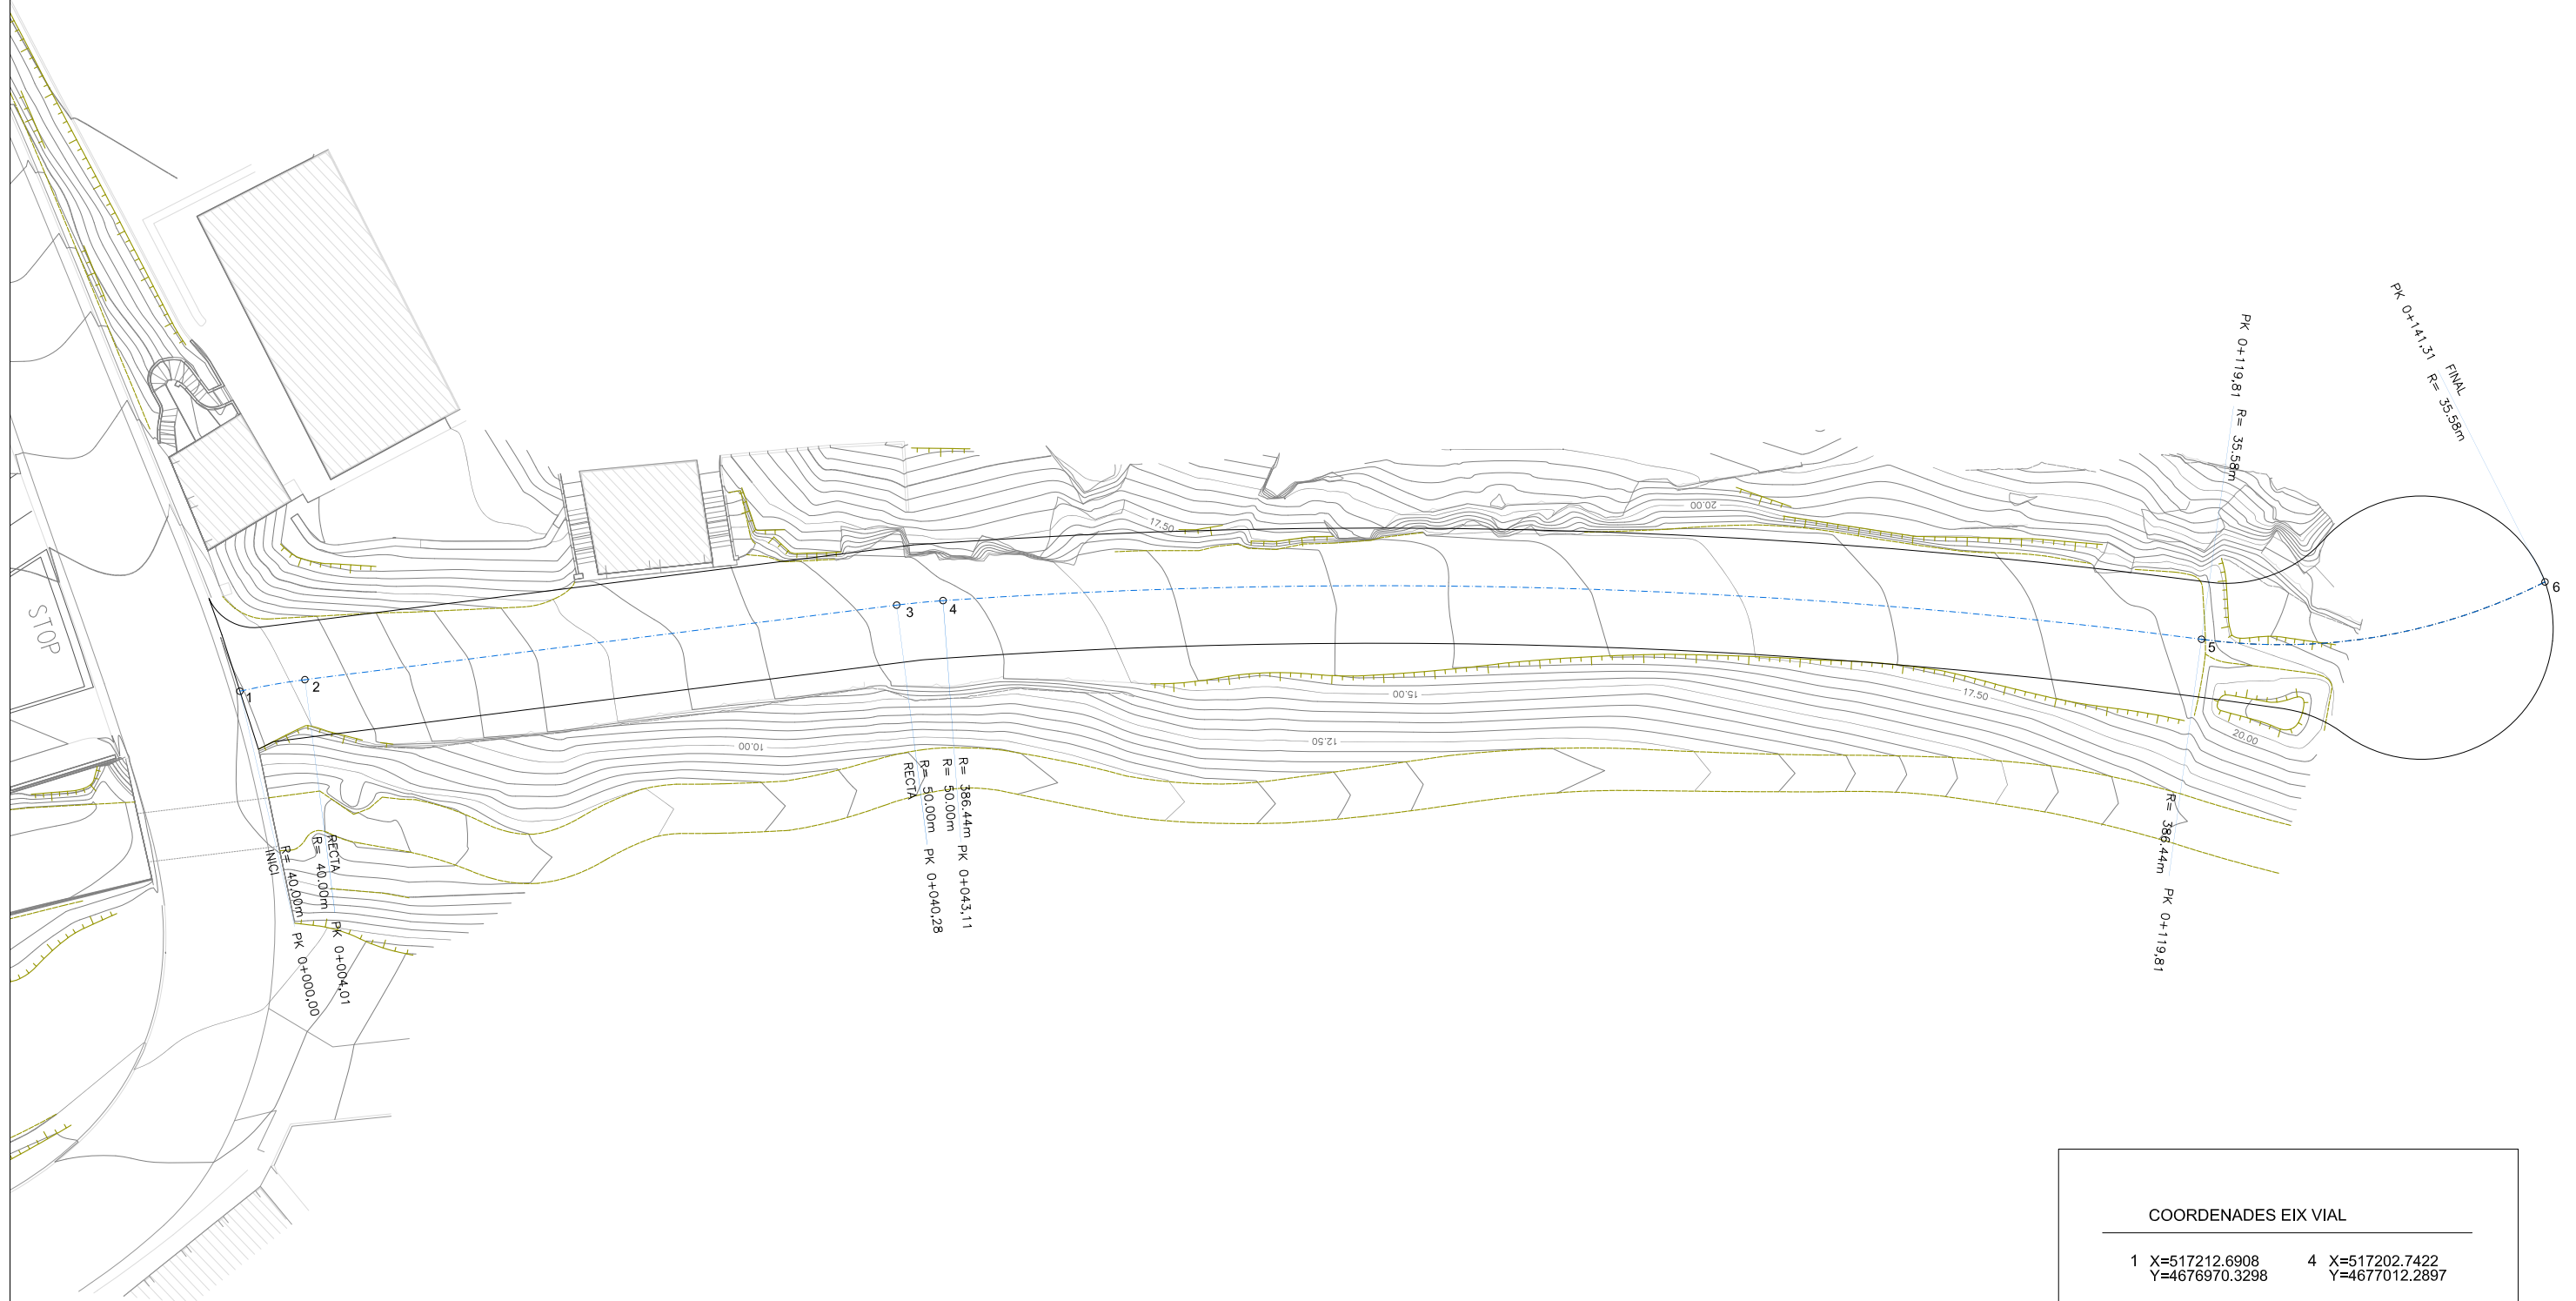 PK 0+141,31 R= 35.58m
FINAL
PK 0+119,81 R= 35.58m
17.50
20.00
STOP
1
2
3
4
5
6
15.00
17.50
20.00
10.00
12.50
RECTA
R= 50.00m PK 0+040,28
R= 50.00m
R= 386.44m PK 0+043,11
R= 386.44m PK 0+119,81
INICI
R= 40.00m PK 0+000,00
R= 40.00m
RECTA PK 0+004,01
COORDENADES EIX VIAL
1 X=517212.6908
Y=4676970.3298
4 X=517202.7422
Y=4677012.2897